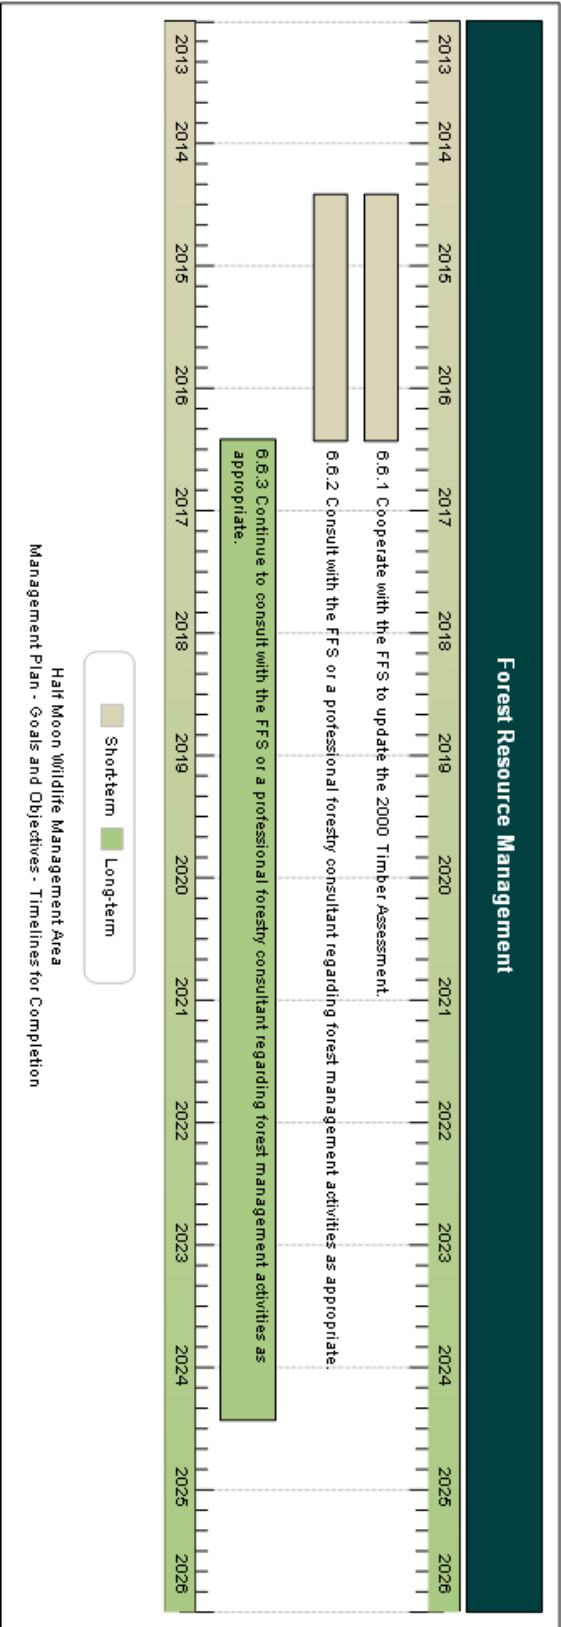 Forest Resource Management
2013 2014 2015 2016 2017 2018 2019 2020 2021 2022 2023 2024 2025 2026
6.6.1 Cooperate with the FFS to update the 2000 Timber Assessment.
6.6.2 Consult with the FFS or a professional forestry consultant regarding forest management activities as appropriate.
6.6.3 Continue to consult with the FFS or a professional forestry consultant regarding forest management activities as
appropriate.
2013 2014 2015 2016 2017 2018 2019 2020 2021 2022 2023 2024 2025 2026
Short-term Long-term
Half Moon Wildlife Management Area
Management Plan - Goals and Objectives - Timelines for Completion